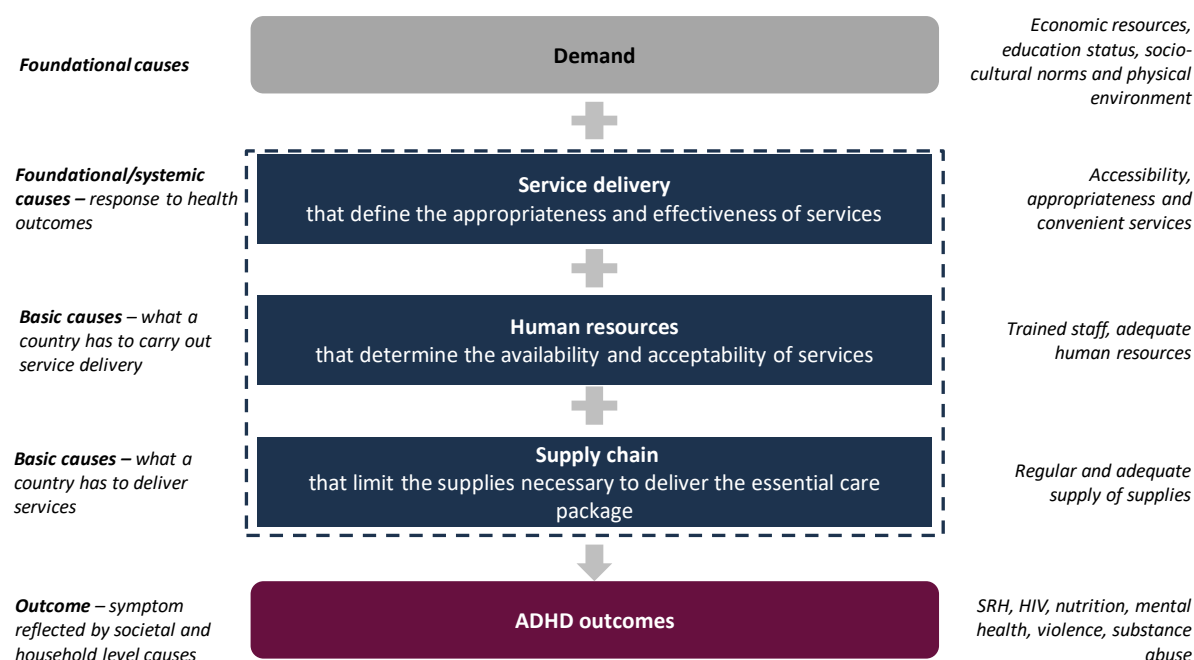 Foundational causes
Demand
Economic resources,
education status, socio-
cultural norms and physical
environment
Foundational/systemic
causes – response to health
outcomes
Service delivery
that define the appropriateness and effectiveness of services
Accessibility,
appropriateness and
convenient services
Basic causes – what a
country has to carry out
service delivery
Human resources
that determine the availability and acceptability of services
Trained staff, adequate
human resources
Basic causes – what a
country has to deliver
services
Supply chain
that limit the supplies necessary to deliver the essential care
package
Regular and adequate
supply of supplies
Outcome – symptom
reflected by societal and
household level causes
ADHD outcomes
SRH, HIV, nutrition, mental
health, violence, substance
abuse